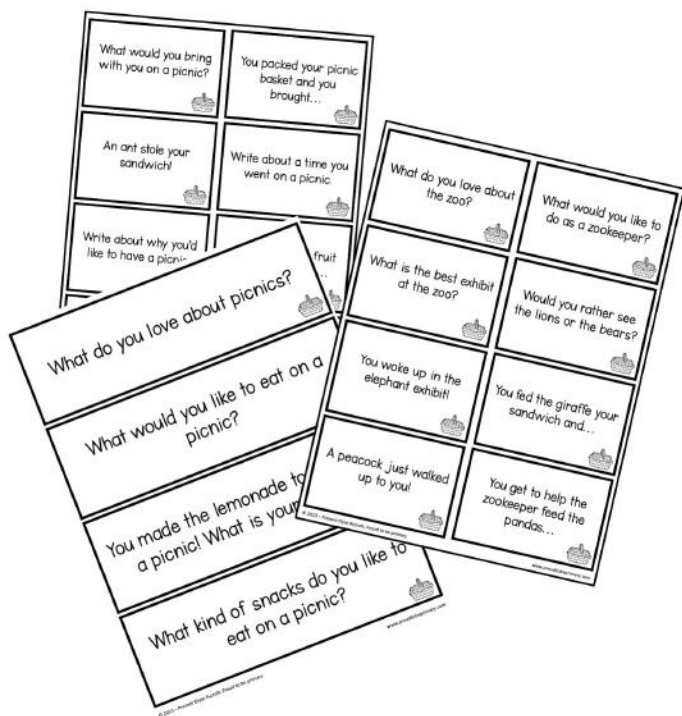 What would you bring
with you on a picnic?
You packed your picnic
basket and you
brought...
An ant stole your
sandwich!
Write about a time you
went on a picnic.
Write about why you'd
like to have a
fruit
...
What do you love about
the zoo?
What would you like to
do as a zookeeper?
What is the best exhibit
at the zoo?
Would you rather see
the lions or the bears?
You woke up in the
elephant exhibit!
You fed the giraffe your
sandwich and...
A peacock just walked
up to you!
You get to help the
zookeeper feed the
pandas...
What do you love about picnics?
What would you like to eat on a
picnic?
You made the lemonade
a picnic! What is
What kind of snacks do you like to
eat on a picnic?